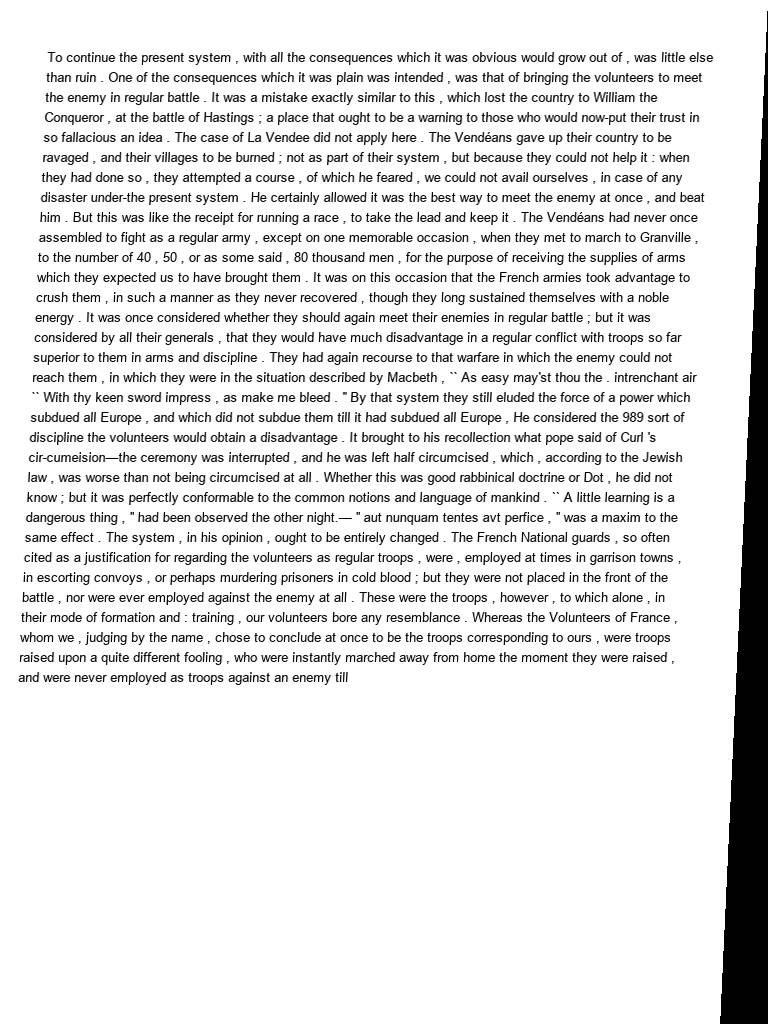 To continue the present system , with all the consequences which it was obvious would grow out of , was little else
than ruin . One of the consequences which it was plain was intended , was that of bringing the volunteers to meet
the enemy in regular battle . It was a mistake exactly similar to this , which lost the country to William the
Conqueror , at the battle of Hastings ; a place that ought to be a warning to those who would now-put their trust in
so fallacious an idea . The case of La Vendee did not apply here . The Vendéans gave up their country to be
ravaged , and their villages to be burned ; not as part of their system , but because they could not help it : when
they had done so , they attempted a course , of which he feared , we could not avail ourselves , in case of any
disaster under-the present system . He certainly allowed it was the best way to meet the enemy at once , and beat
him . But this was like the receipt for running a race , to take the lead and keep it . The Vendéans had never once
assembled to fight as a regular army , except on one memorable occasion , when they met to march to Granville ,
to the number of 40 , 50 , or as some said , 80 thousand men , for the purpose of receiving the supplies of arms
which they expected us to have brought them . It was on this occasion that the French armies took advantage to
crush them , in such a manner as they never recovered , though they long sustained themselves with a noble
energy . It was once considered whether they should again meet their enemies in regular battle ; but it was
considered by all their generals , that they would have much disadvantage in a regular conflict with troops so far
superior to them in arms and discipline . They had again recourse to that warfare in which the enemy could not
reach them , in which they were in the situation described by Macbeth , `` As easy may'st thou the . intrenchant air
`` With thy keen sword impress , as make me bleed . " By that system they still eluded the force of a power which
subdued all Europe , and which did not subdue them till it had subdued all Europe , He considered the 989 sort of
discipline the volunteers would obtain a disadvantage . It brought to his recollection what pope said of Curl 's
cir-cumeision—the ceremony was interrupted , and he was left half circumcised , which , according to the Jewish
law , was worse than not being circumcised at all . Whether this was good rabbinical doctrine or Dot , he did not
know ; but it was perfectly conformable to the common notions and language of mankind . `` A little learning is a
dangerous thing , " had been observed the other night.— " aut nunquam tentes avt perfice , " was a maxim to the
same effect . The system , in his opinion , ought to be entirely changed . The French National guards , so often
cited as a justification for regarding the volunteers as regular troops , were , employed at times in garrison towns ,
in escorting convoys , or perhaps murdering prisoners in cold blood ; but they were not placed in the front of the
battle , nor were ever employed against the enemy at all . These were the troops , however , to which alone , in
their mode of formation and : training , our volunteers bore any resemblance . Whereas the Volunteers of France ,
whom we , judging by the name , chose to conclude at once to be the troops corresponding to ours , were troops
raised upon a quite different fooling , who were instantly marched away from home the moment they were raised ,
and were never employed as troops against an enemy till